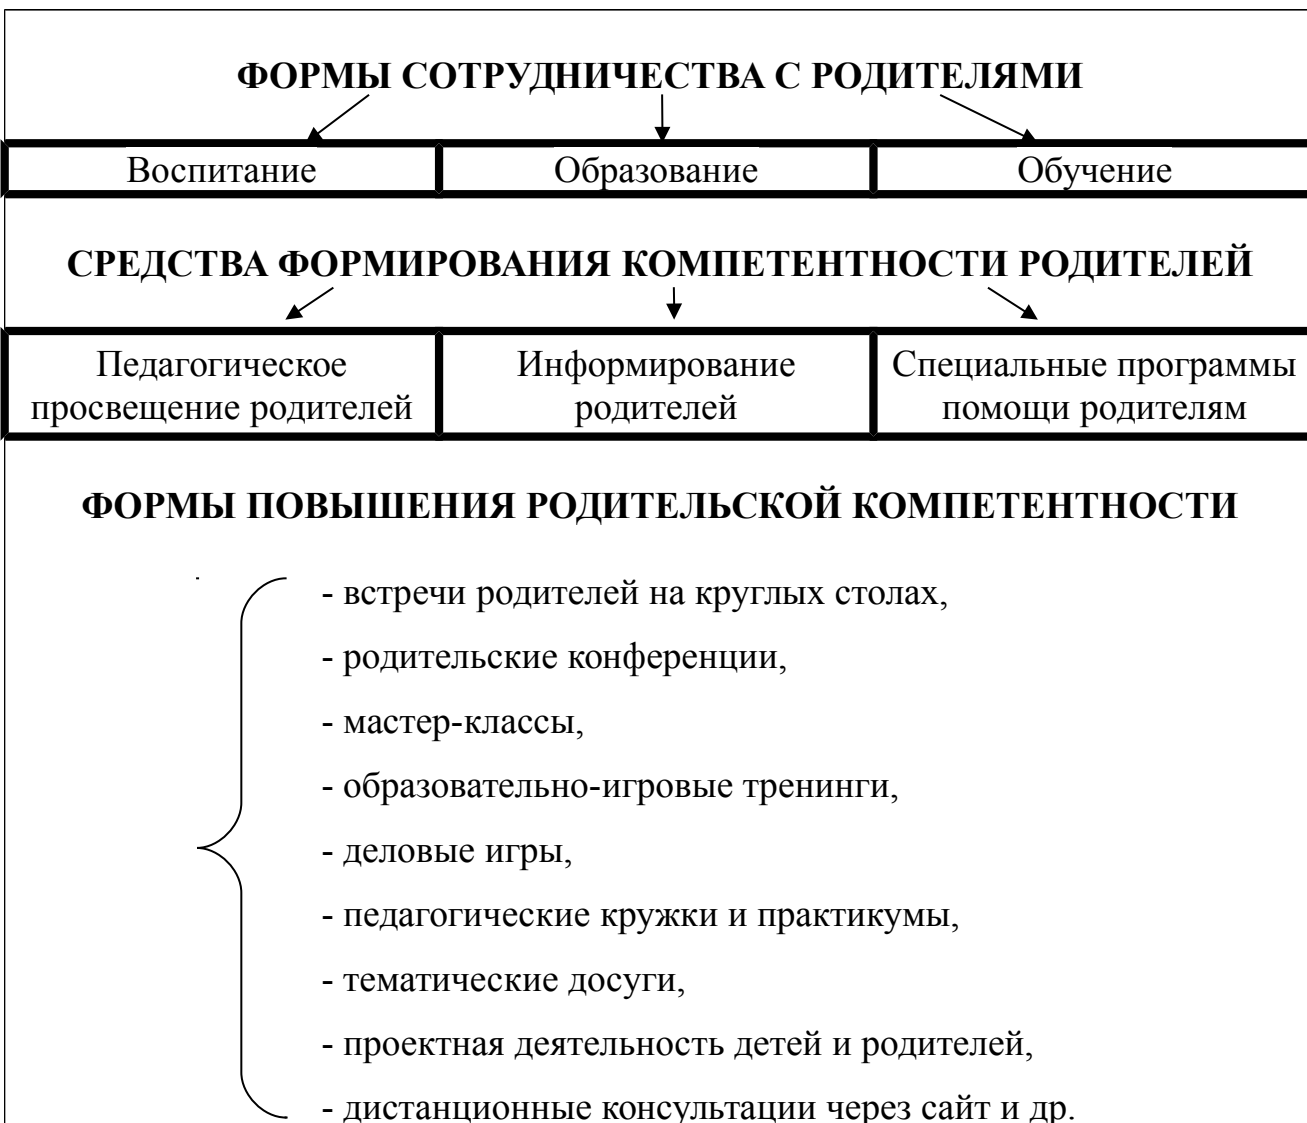 ФОРМЫ СОТРУДНИЧЕСТВА С РОДИТЕЛЯМИ
Воспитание
Образование
Обучение
СРЕДСТВА ФОРМИРОВАНИЯ КОМПЕТЕНТНОСТИ РОДИТЕЛЕЙ
Педагогическое
просвещение родителей
Информирование
родителей
Специальные программы
помощи родителям
ФОРМЫ ПОВЫШЕНИЯ РОДИТЕЛЬСКОЙ КОМПЕТЕНТНОСТИ
- встречи родителей на круглых столах,
- родительские конференции,
- мастер-классы,
- образовательно-игровые тренинги,
- деловые игры,
- педагогические кружки и практикумы,
- тематические досуги,
- проектная деятельность детей и родителей,
- дистанционные консультации через сайт и др.